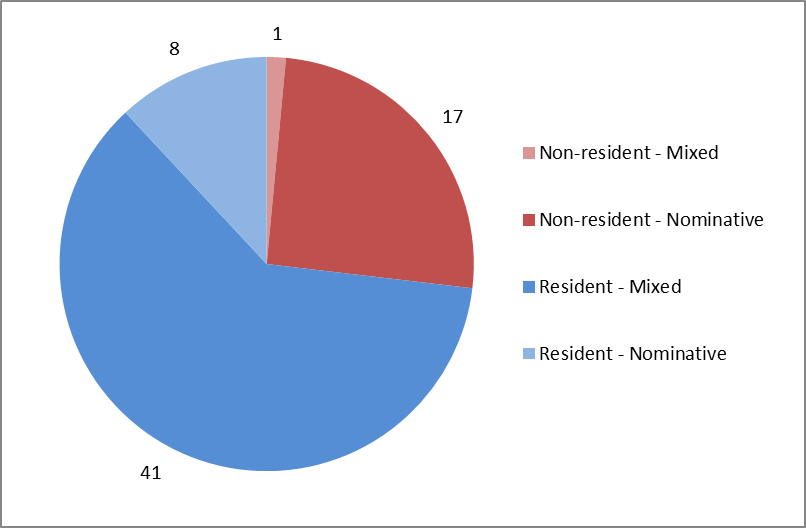 1
8
17
41
Non-resident - Mixed
Non-resident - Nominative
Resident - Mixed
Resident - Nominative